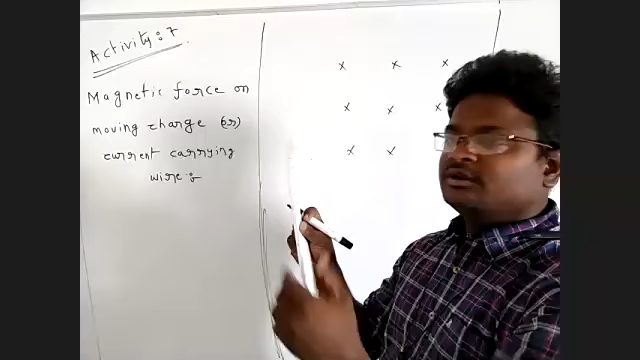 Activity: 7
Magnetic force on
moving charge (or)
current carrying
wire :
x x x
x x x
x x